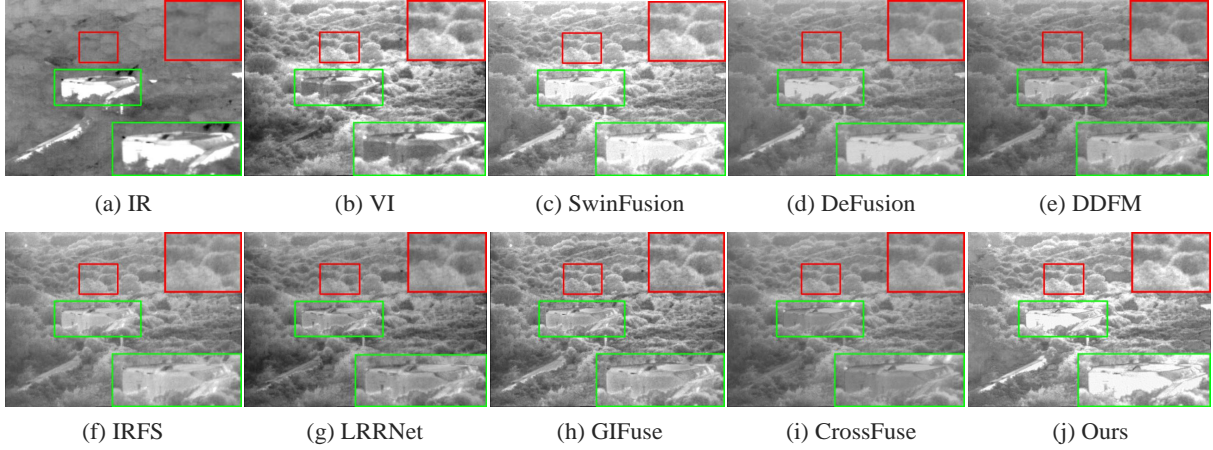 (a) IR (b) VI (c) SwinFusion (d) DeFusion (e) DDFM
(f) IRFS (g) LRRNet (h) GIFuse (i) CrossFuse (j) Ours